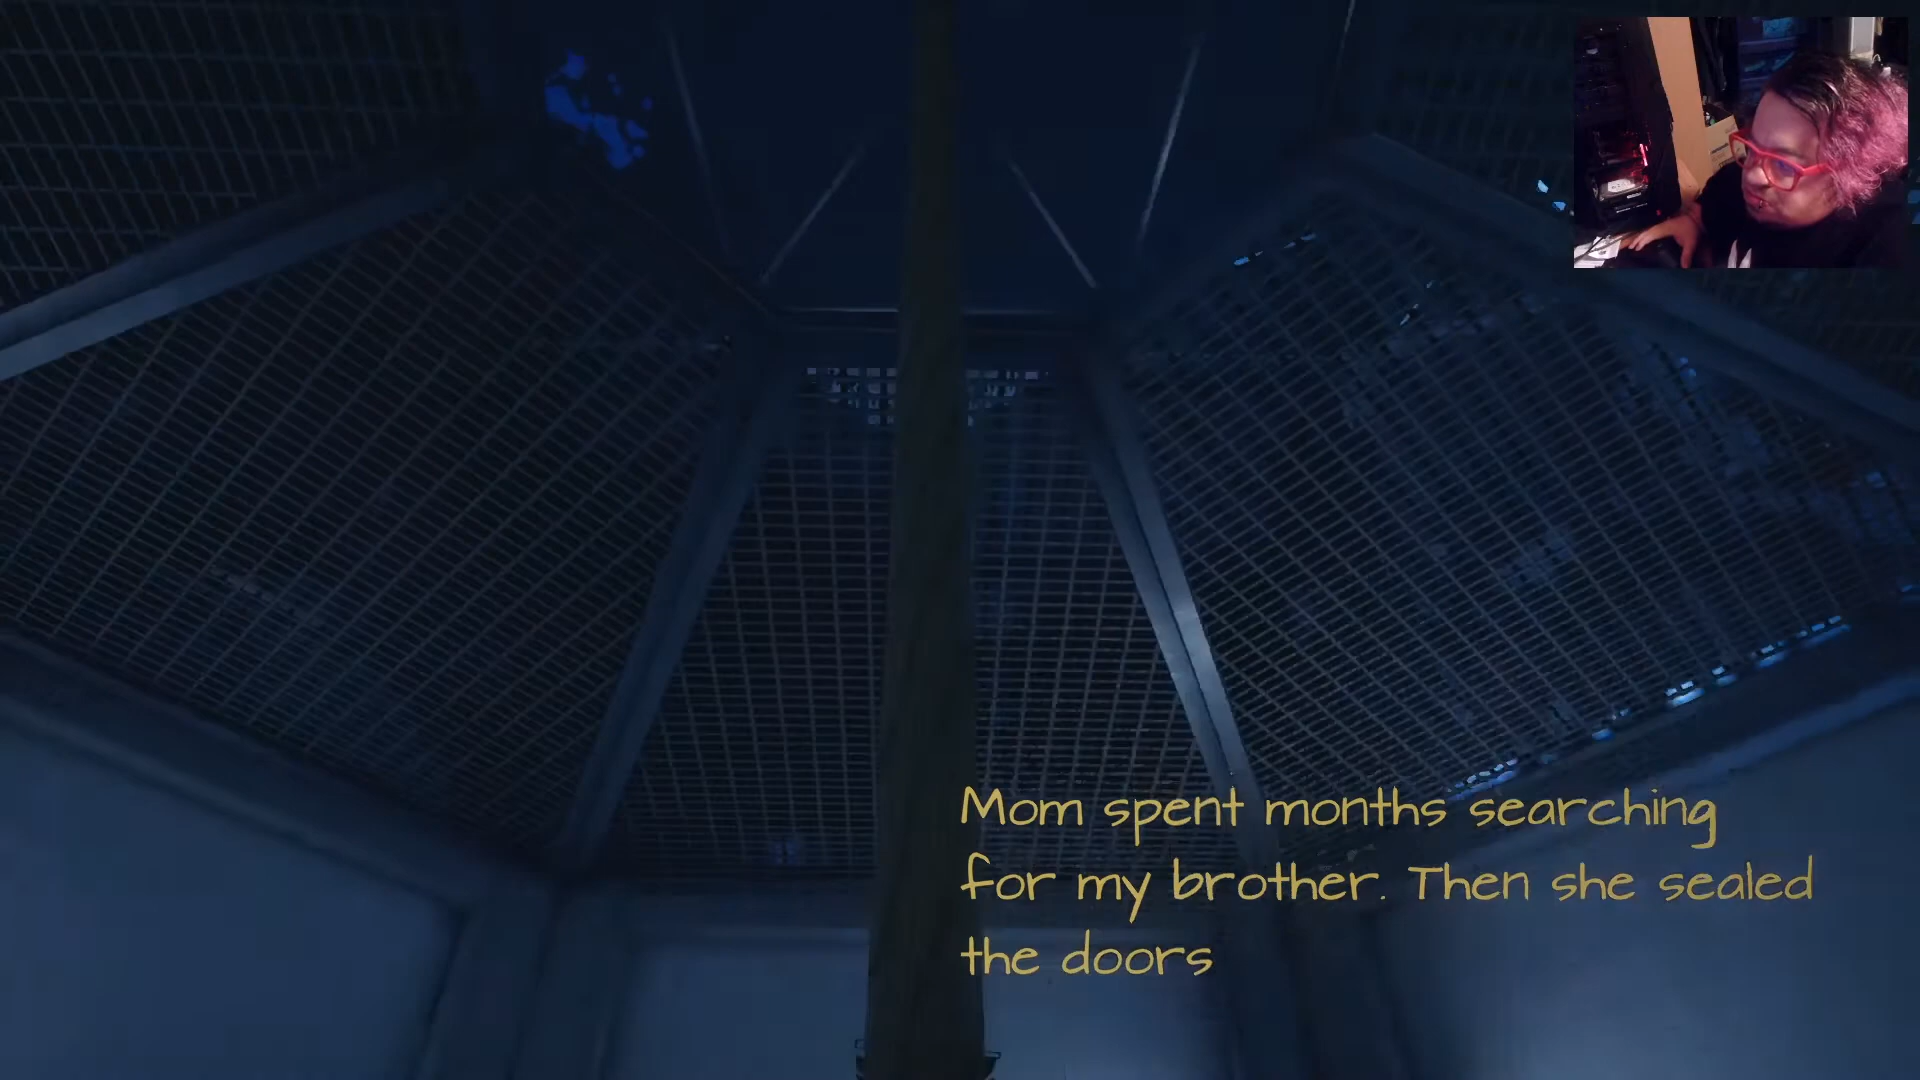 Mom spent months searching
for my brother. Then she sealed
the doors